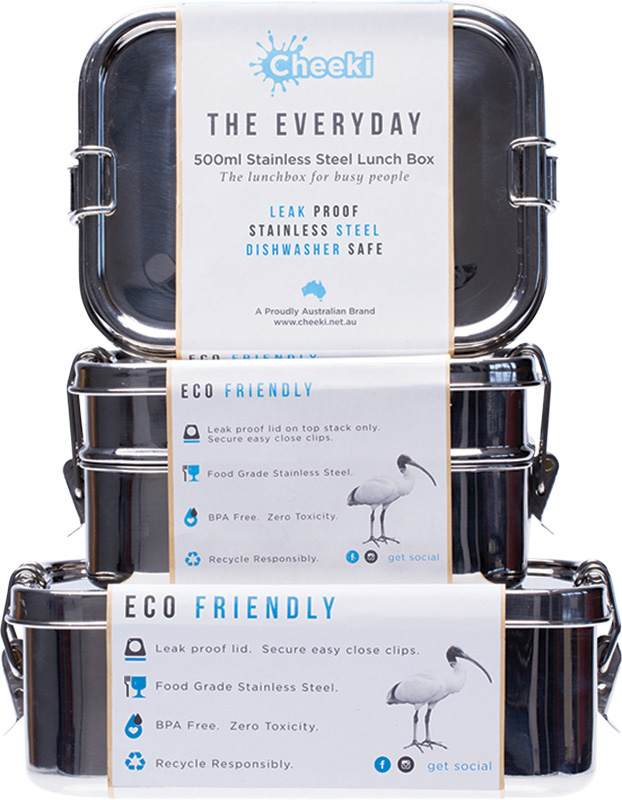 Cheeki
THE EVERYDAY
500ml Stainless Steel Lunch Box
The lunchbox for busy people
LEAK PROOF
STAINLESS STEEL
DISHWASHER SAFE
A Proudly Australian Brand
www.cheeki.net.au
ECO FRIENDLY
ECO FRIENDLY
Leak proof lid on top stack only.
Secure easy close clips.
Food Grade Stainless Steel.
BPA Free. Zero Toxicity.
Recycle Responsibly.
get social
ECO FRIENDLY
Leak proof lid. Secure easy close clips.
Food Grade Stainless Steel.
BPA Free. Zero Toxicity.
Recycle Responsibly.
get social